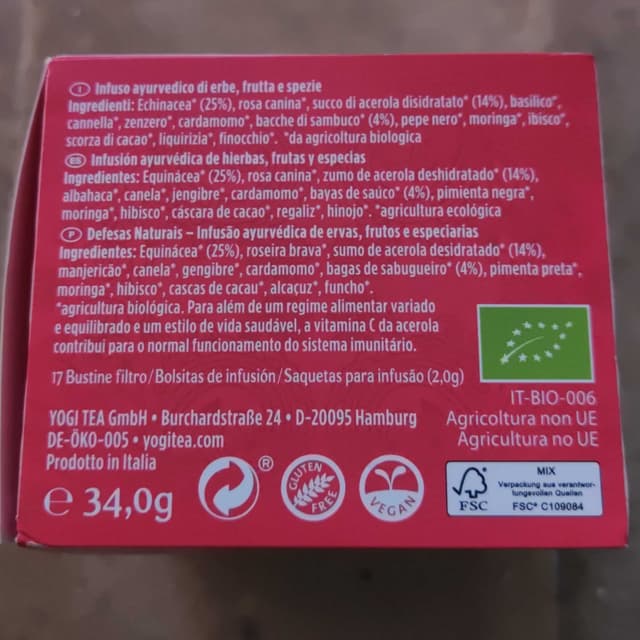 I Infuso ayurvedico di erbe, frutta e spezie
Ingredienti: Echinacea* (25%), rosa canina*, succo di acerola disidratato* (14%), basilico*,
cannella*, zenzero*, cardamomo*, bacche di sambuco* (4%), pepe nero*, moringa*, ibisco*,
scorza di cacao*, liquirizia*, finocchio*. *da agricoltura biologica
ES Infusión ayurvédica de hierbas, frutas y especias
Ingredientes: Equinácea* (25%), rosa canina*, zumo de acerola deshidratado* (14%),
albahaca*, canela*, jengibre*, cardamomo*, bayas de saúco* (4%), pimienta negra*,
moringa*, hibisco*, cáscara de cacao*, regaliz*, hinojo*. *agricultura ecológica
P Defesas Naturais – Infusão ayurvédica de ervas, frutos e especiarias
Ingredientes: Equinácea* (25%), roseira brava*, sumo de acerola desidratado* (14%),
manjericão*, canela*, gengibre*, cardamomo*, bagas de sabugueiro* (4%), pimenta preta*,
moringa*, hibisco*, cascas de cacau*, alcaçuz*, funcho*.
*agricultura biológica. Para além de um regime alimentar variado
e equilibrado e um estilo de vida saudável, a vitamina C da acerola
contribui para o normal funcionamento do sistema imunitário.
17 Bustine filtro/Bolsitas de infusión/Saquetas para infusão (2,0g)
IT-BIO-006
Agricoltura non UE
Agricultura no UE
YOGI TEA GmbH • Burchardstraße 24 • D-20095 Hamburg
DE-ÖKO-005 • yogitea.com
Prodotto in Italia
℮ 34,0g
®
GLUTEN FREE
VEGAN
FSC
MIX
Verpackung aus verantwor-
tungsvollen Quellen
FSC® C109084